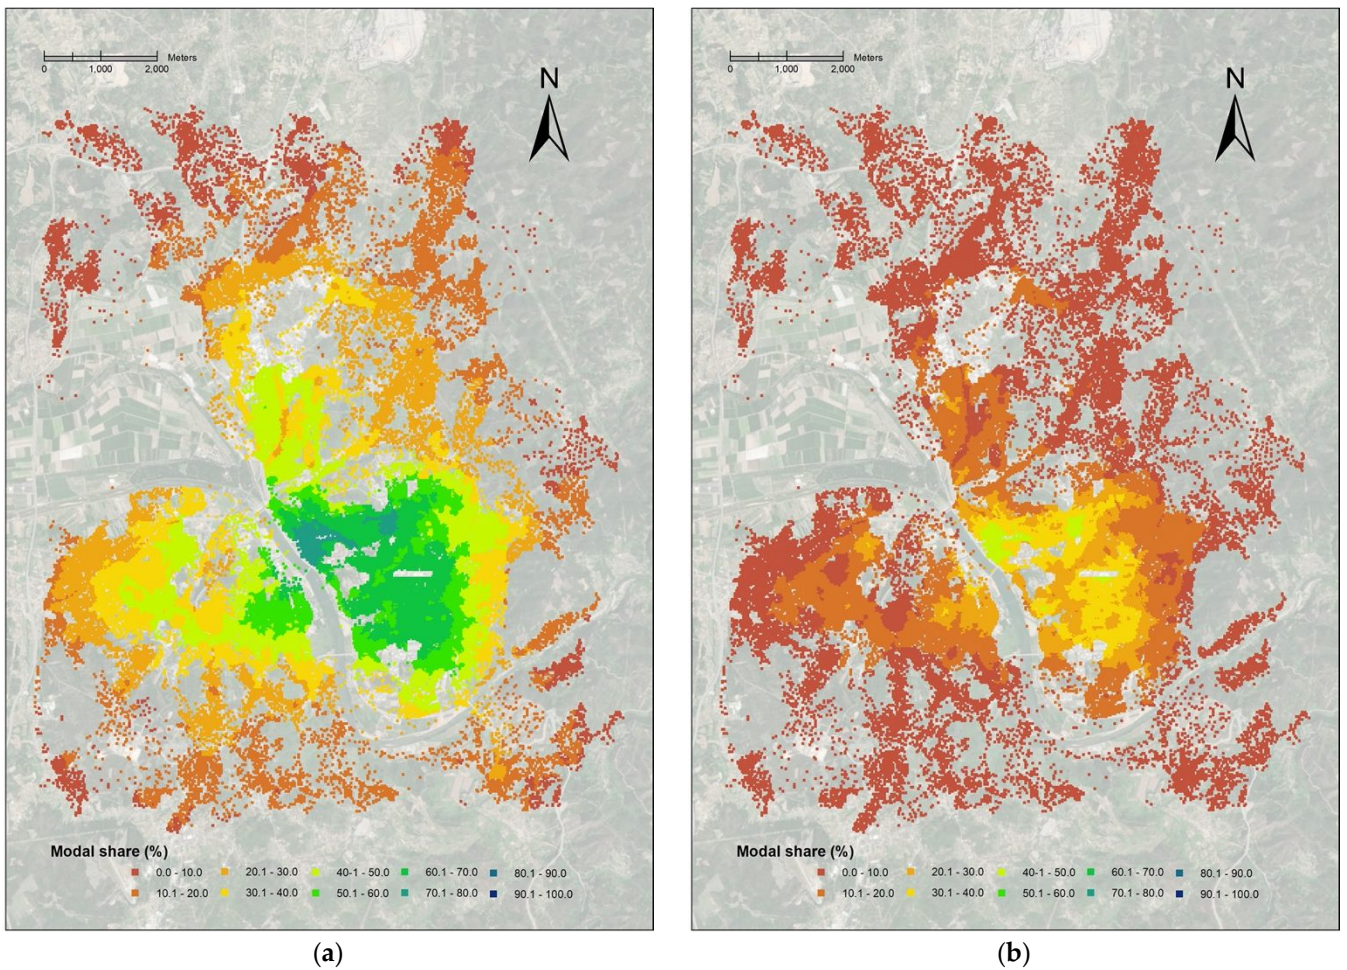 Meters
0 1,000 2,000
N
Modal share (%)
0.0 - 10.0 20.1 - 30.0 40-1 - 50.0 60.1 - 70.0 80.1 - 90.0
10.1 - 20.0 30.1 - 40.0 50.1 - 60.0 70.1 - 80.0 90.1 - 100.0
(a)
Meters
0 1,000 2,000
N
Modal share (%)
0.0 - 10.0 20.1 - 30.0 40-1 - 50.0 60.1 - 70.0 80.1 - 90.0
10.1 - 20.0 30.1 - 40.0 50.1 - 60.0 70.1 - 80.0 90.1 - 100.0
(b)